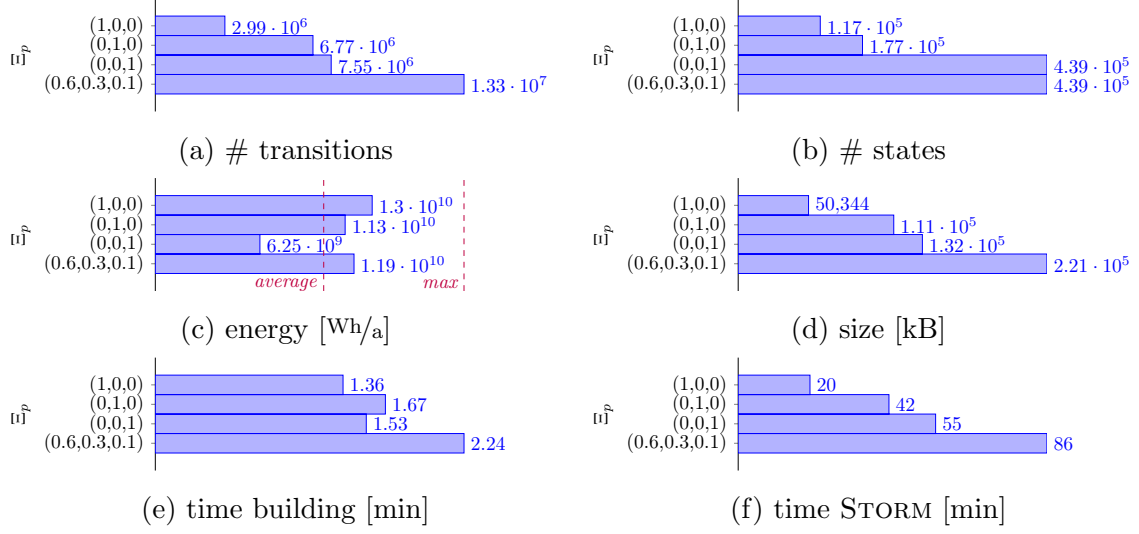 Ξ_p
(1,0,0) 2.99 · 10^6
(0,1,0) 6.77 · 10^6
(0,0,1) 7.55 · 10^6
(0.6,0.3,0.1) 1.33 · 10^7
(a) # transitions
Ξ_p
(1,0,0) 1.17 · 10^5
(0,1,0) 1.77 · 10^5
(0,0,1) 4.39 · 10^5
(0.6,0.3,0.1) 4.39 · 10^5
(b) # states
Ξ_p
(1,0,0) 1.3 · 10^10
(0,1,0) 1.13 · 10^10
(0,0,1) 6.25 · 10^9
(0.6,0.3,0.1) 1.19 · 10^10
average max
(c) energy [Wh/a]
Ξ_p
(1,0,0) 50,344
(0,1,0) 1.11 · 10^5
(0,0,1) 1.32 · 10^5
(0.6,0.3,0.1) 2.21 · 10^5
(d) size [kB]
Ξ_p
(1,0,0) 1.36
(0,1,0) 1.67
(0,0,1) 1.53
(0.6,0.3,0.1) 2.24
(e) time building [min]
Ξ_p
(1,0,0) 20
(0,1,0) 42
(0,0,1) 55
(0.6,0.3,0.1) 86
(f) time STORM [min]